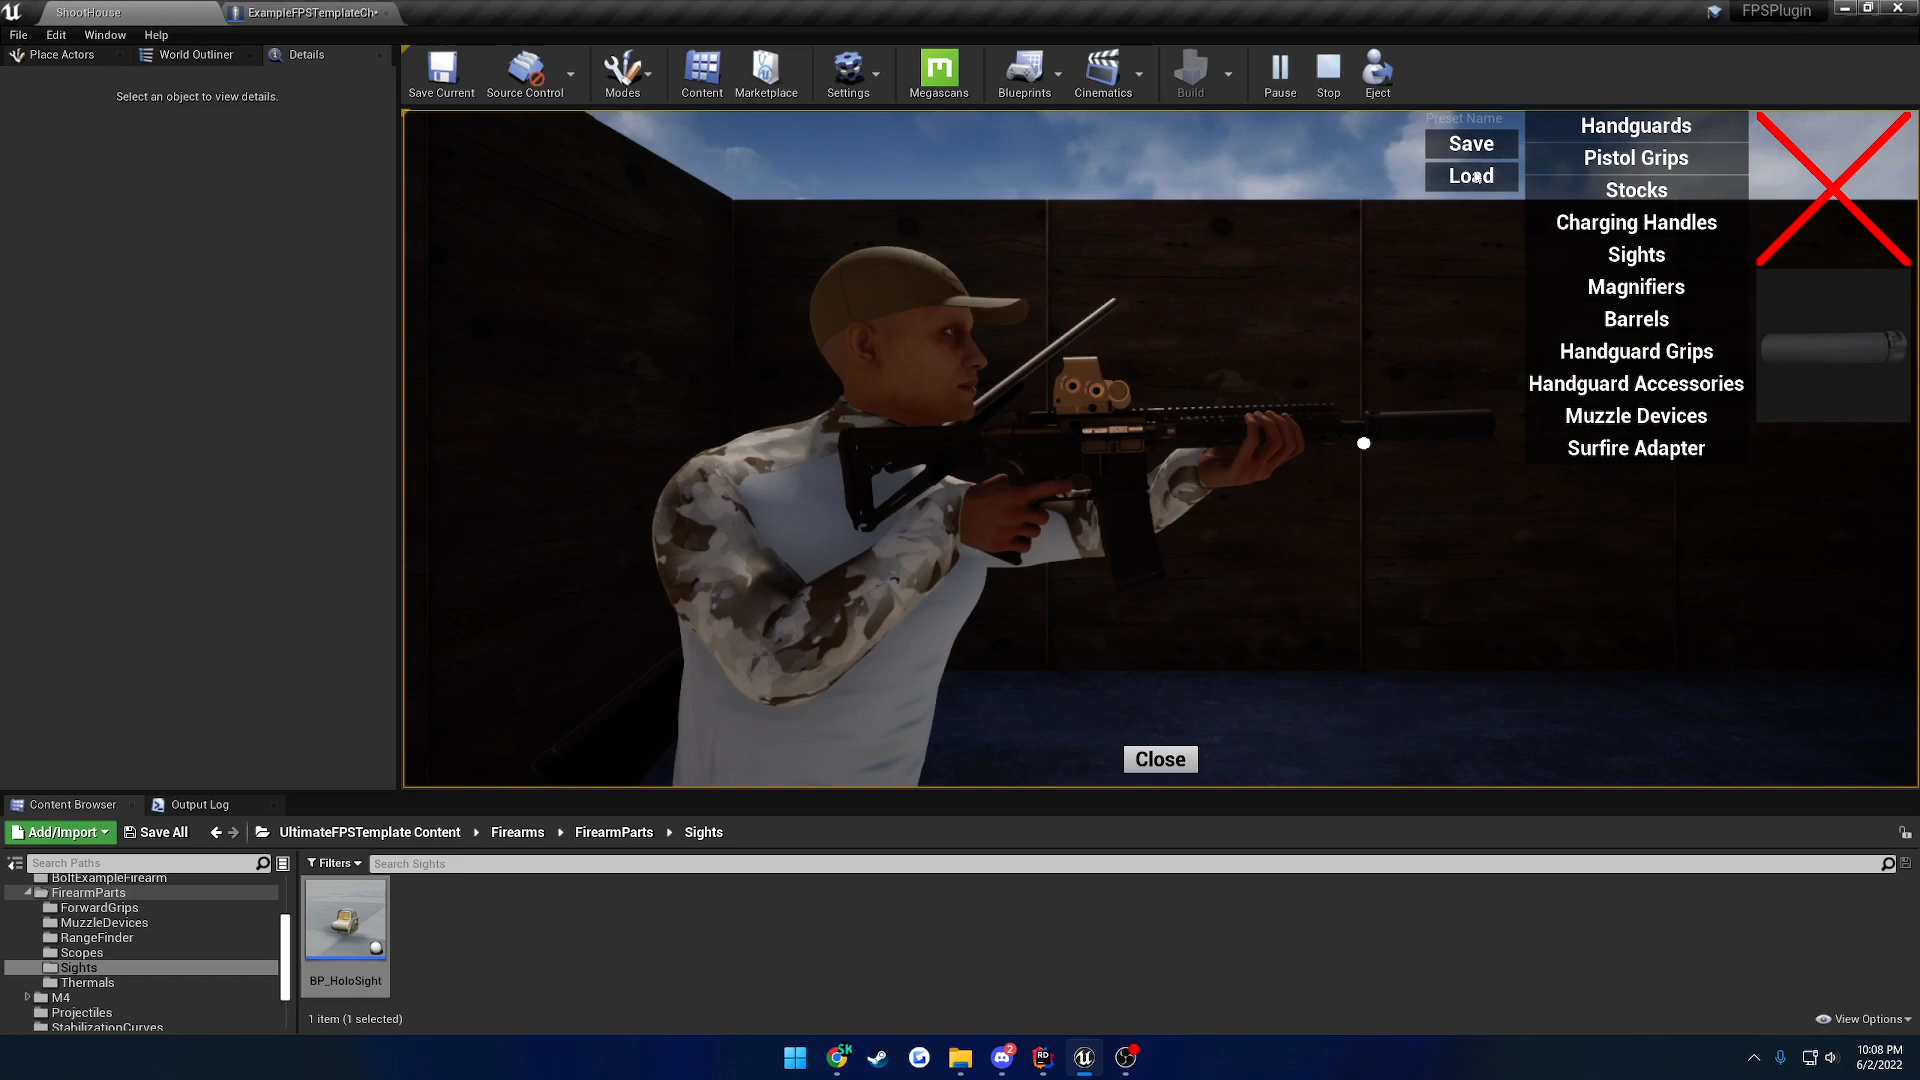 ShootHouse
ExampleFPSTemplateCh*
FPSPlugin
File
Edit
Window
Help
Place Actors
World Outliner
Details
Select an object to view details.
Save Current
Source Control
Modes
Content
Marketplace
Settings
Megascans
Blueprints
Cinematics
Build
Pause
Stop
Eject
Preset Name
Save
Load
Handguards
Pistol Grips
Stocks
Charging Handles
Sights
Magnifiers
Barrels
Handguard Grips
Handguard Accessories
Muzzle Devices
Surfire Adapter
Close
Content Browser
Output Log
Add/Import
Save All
UltimateFPSTemplate Content
Firearms
FirearmParts
Sights
Search Paths
Filters
Search Sights
BoltExampleFirearm
FirearmParts
ForwardGrips
MuzzleDevices
RangeFinder
Scopes
Sights
Thermals
M4
Projectiles
StabilizationCurves
BP_HoloSight
1 item (1 selected)
View Options
SK
2
RD
10:08 PM
6/2/2022